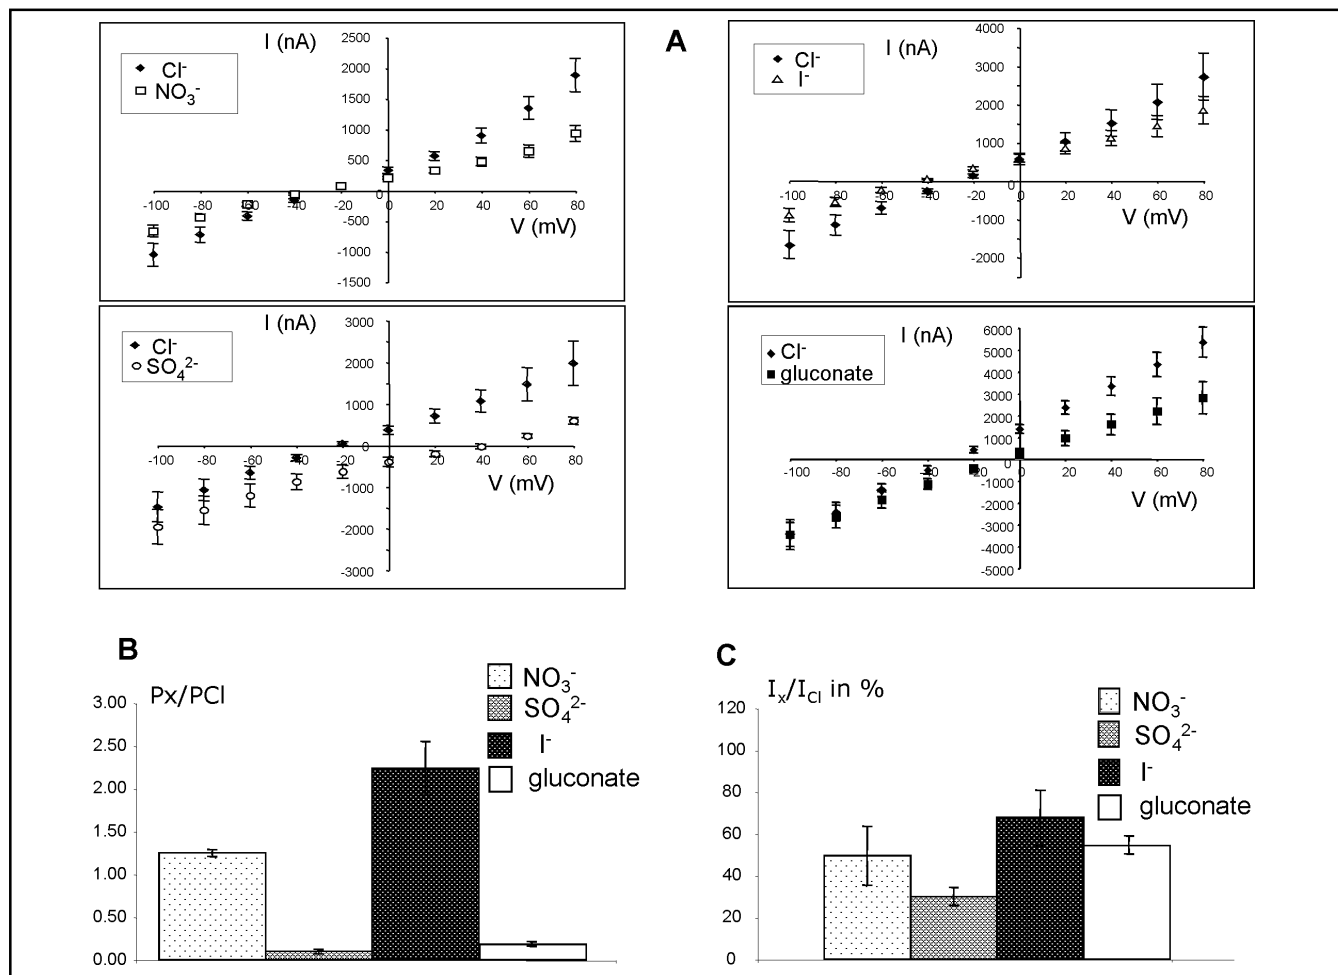 A
I (nA)
Cl⁻
NO₃⁻
2500
2000
1500
1000
500
0
-500
-1000
-1500
-100 -80 -60 -40 -20 0 20 40 60 80
V (mV)
I (nA)
Cl⁻
I⁻
4000
3000
2000
1000
0
-1000
-2000
-100 -80 -60 -40 -20 0 20 40 60 80
V (mV)
I (nA)
Cl⁻
SO₄²⁻
3000
2000
1000
0
-1000
-2000
-3000
-100 -80 -60 -40 -20 0 20 40 60 80
V (mV)
I (nA)
Cl⁻
gluconate
6000
5000
4000
3000
2000
1000
0
-1000
-2000
-3000
-4000
-5000
-100 -80 -60 -40 -20 0 20 40 60 80
V (mV)
B
Px/PCl
NO₃⁻
SO₄²⁻
I⁻
gluconate
3.00
2.50
2.00
1.50
1.00
0.50
0.00
C
Iₓ/I_Cl in %
NO₃⁻
SO₄²⁻
I⁻
gluconate
120
100
80
60
40
20
0